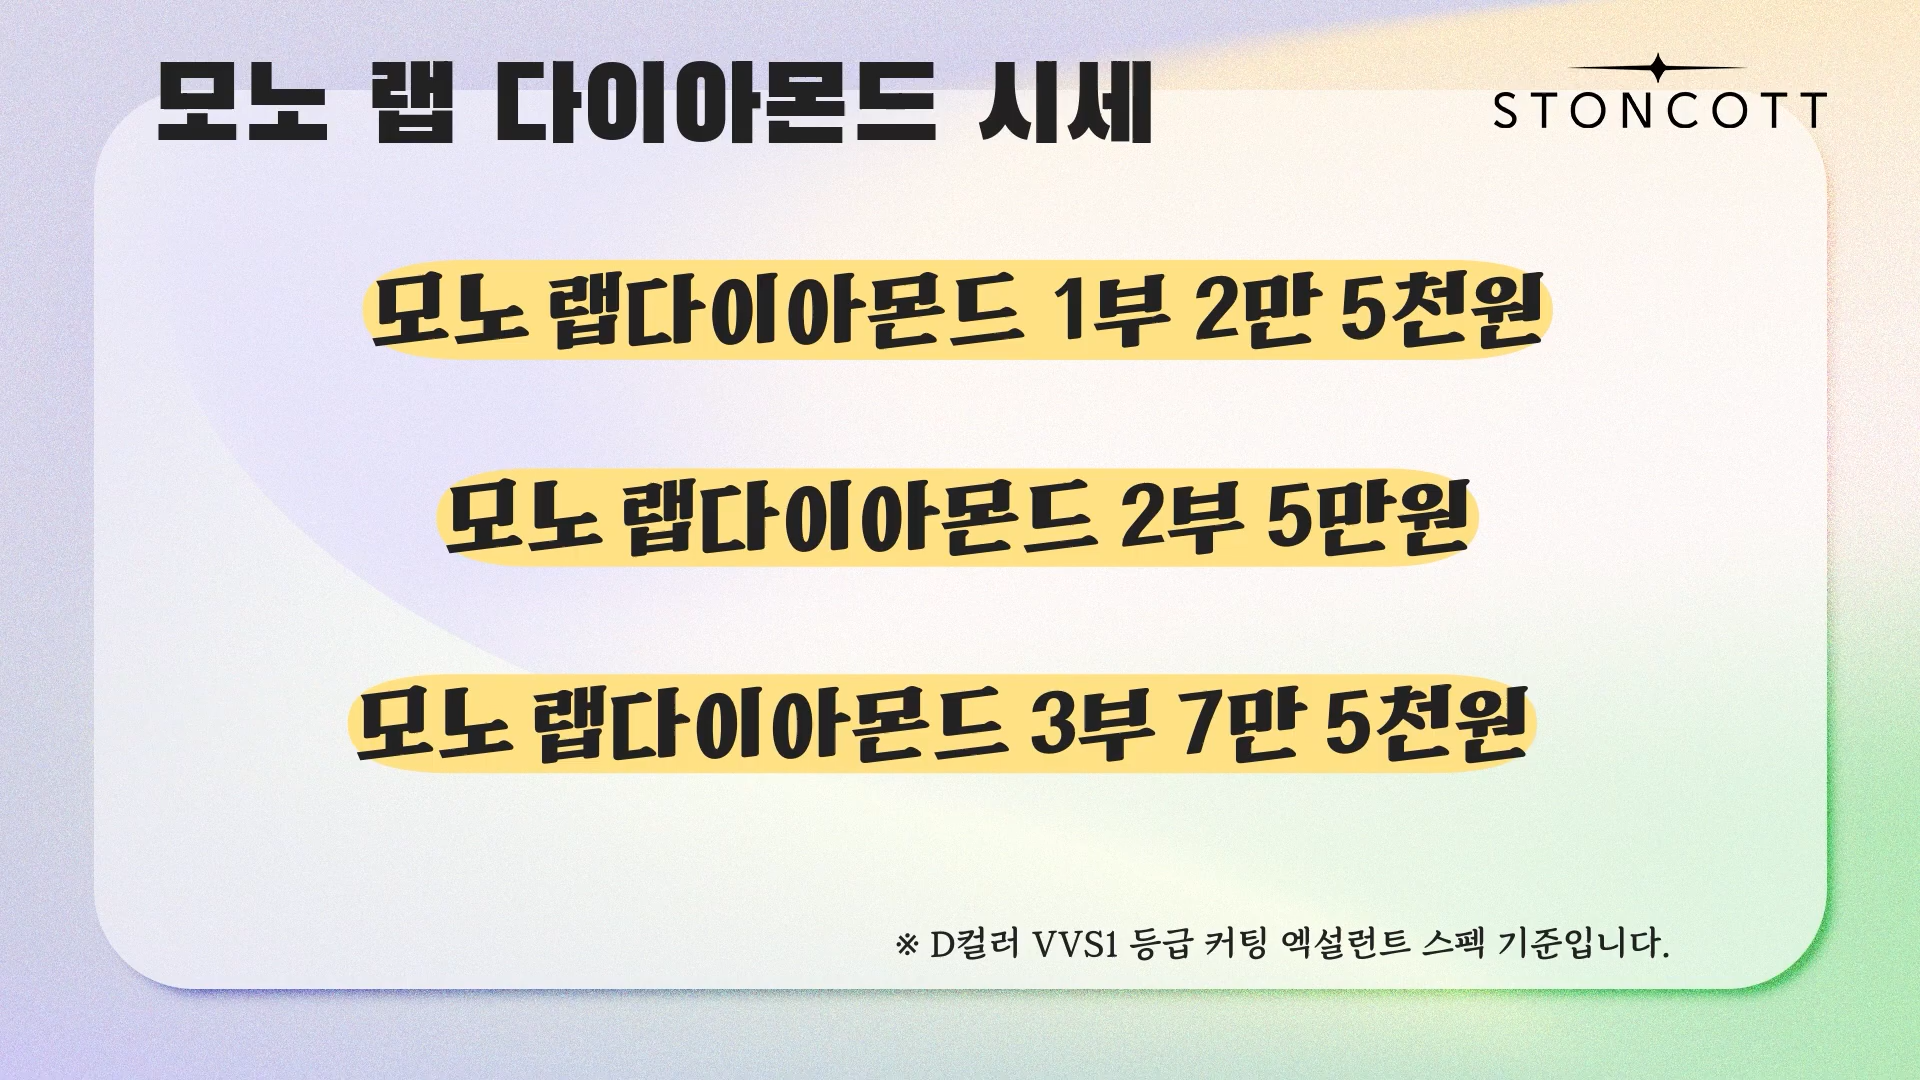 모노 랩 다이아몬드 시세
STONCOTT
모노 랩다이아몬드 1부 2만 5천원
모노 랩다이아몬드 2부 5만원
모노 랩다이아몬드 3부 7만 5천원
※ D컬러 VVS1 등급 커팅 엑설런트 스펙 기준입니다.